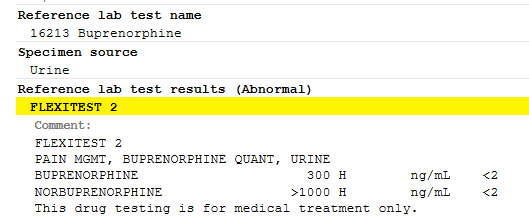 Reference lab test name
16213 Buprenorphine
Specimen source
Urine
Reference lab test results (Abnormal)
FLEXITEST 2
Comment:
FLEXITEST 2
PAIN MGMT, BUPRENORPHINE QUANT, URINE
BUPRENORPHINE 300 H ng/mL <2
NORBUPRENORPHINE >1000 H ng/mL <2
This drug testing is for medical treatment only.